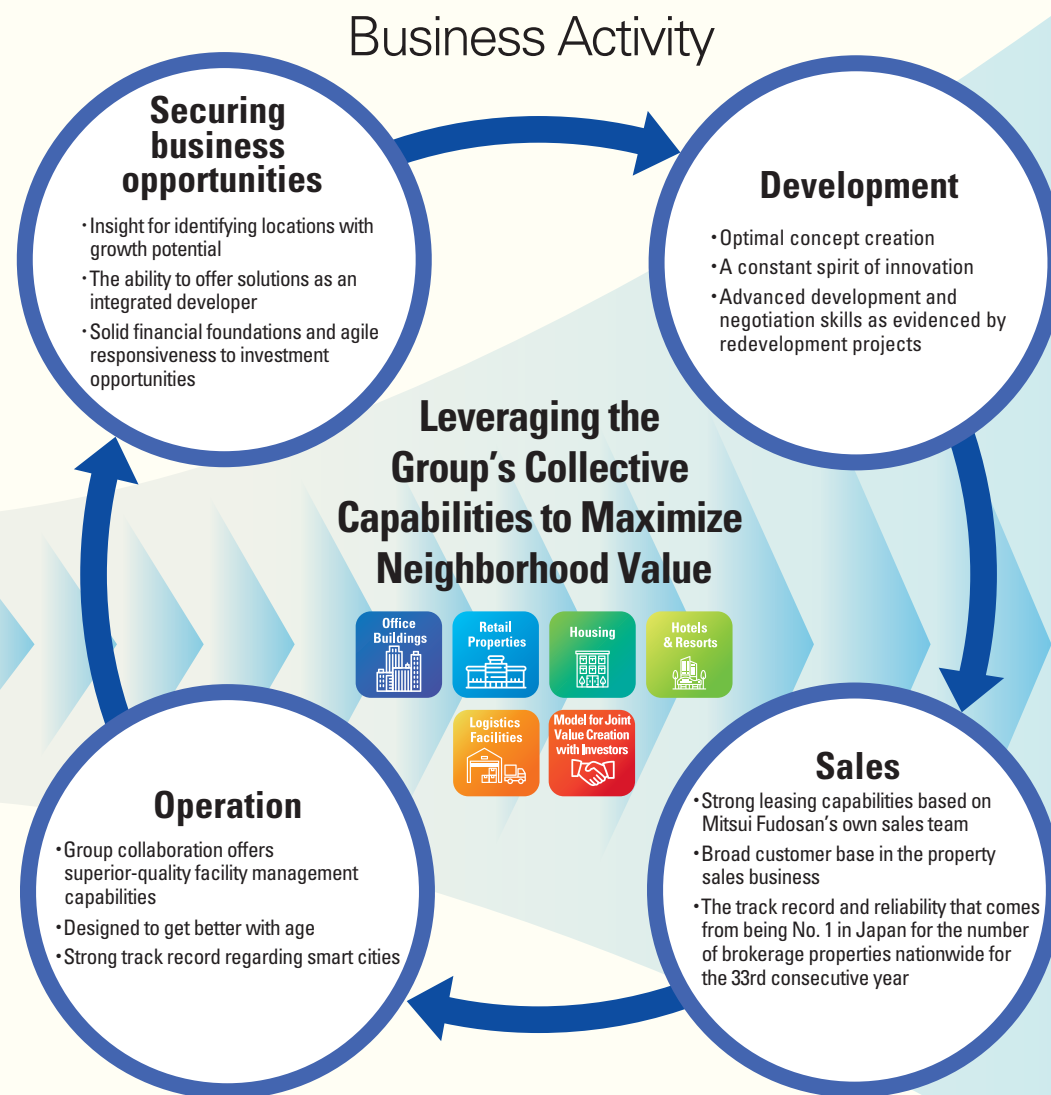 Business Activity
Securing
business
opportunities
・Insight for identifying locations with
growth potential
・The ability to offer solutions as an
integrated developer
・Solid financial foundations and agile
responsiveness to investment
opportunities
Development
・Optimal concept creation
・A constant spirit of innovation
・Advanced development and
negotiation skills as evidenced by
redevelopment projects
Leveraging the
Group's Collective
Capabilities to Maximize
Neighborhood Value
Office
Buildings
Retail
Properties
Housing
Hotels
& Resorts
Logistics
Facilities
Model for Joint
Value Creation
with Investors
Operation
・Group collaboration offers
superior-quality facility management
capabilities
・Designed to get better with age
・Strong track record regarding smart cities
Sales
・Strong leasing capabilities based on
Mitsui Fudosan's own sales team
・Broad customer base in the property
sales business
・The track record and reliability that comes
from being No. 1 in Japan for the number
of brokerage properties nationwide for
the 33rd consecutive year